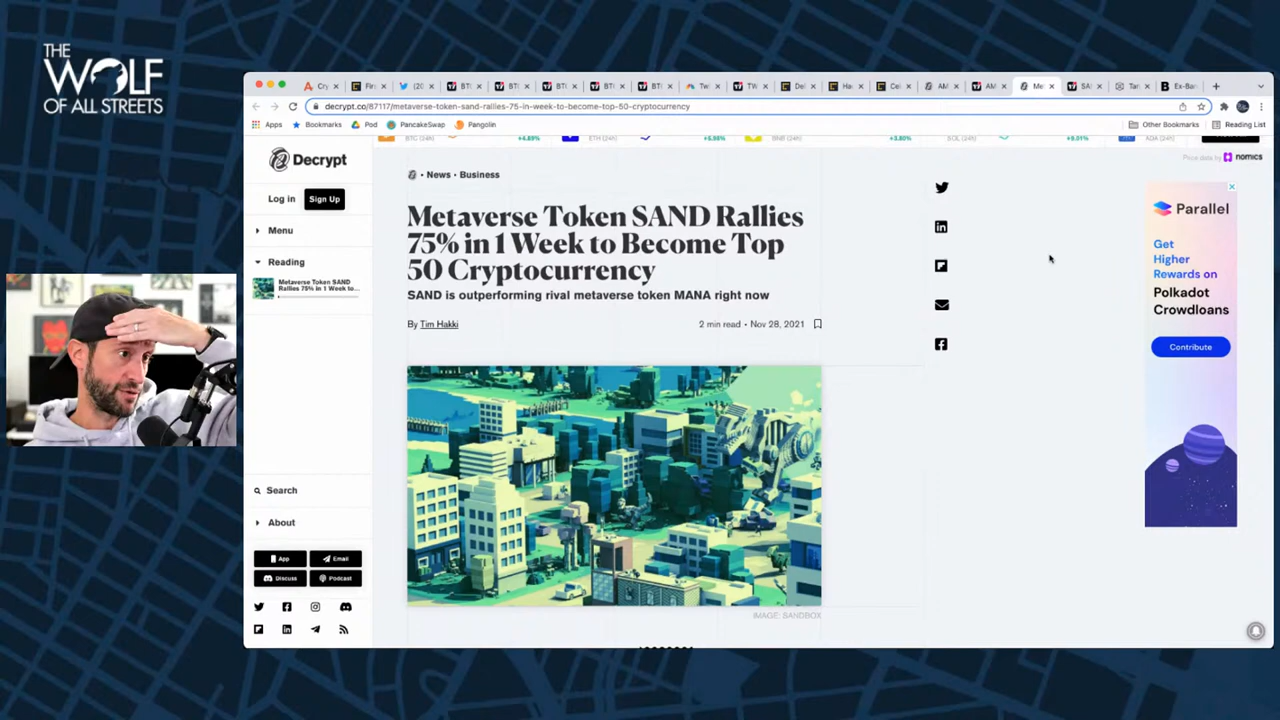 THE
WOLF
OF ALL STREETS
decrypt.co/87117/metaverse-token-sand-rallies-75-in-week-to-become-top-50-cryptocurrency
Apps
Bookmarks
Pod
PancakeSwap
Pangolin
Other Bookmarks
Reading List
Price data by nomics
Decrypt
Log in
Sign Up
Menu
Reading
Metaverse Token SAND
Rallies 75% in 1 Week to...
Search
About
App
Email
Discuss
Podcast
News • Business
Metaverse Token SAND Rallies
75% in 1 Week to Become Top
50 Cryptocurrency
SAND is outperforming rival metaverse token MANA right now
By Tim Hakki
2 min read • Nov 28, 2021
IMAGE: SANDBOX
Parallel
Get
Higher
Rewards on
Polkadot
Crowdloans
Contribute